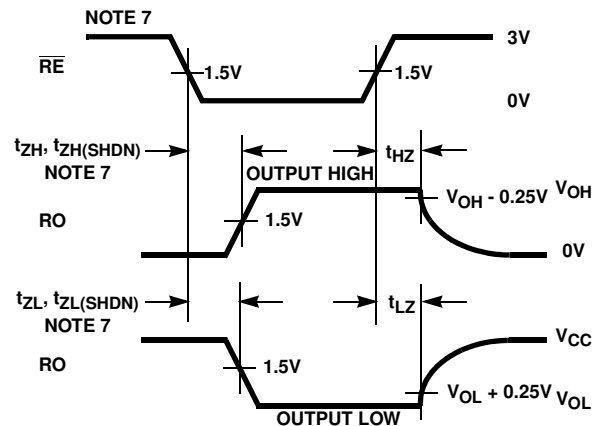 NOTE 7
3V
RE
1.5V
1.5V
0V
tZH, tZH(SHDN)
NOTE 7
tHZ
OUTPUT HIGH
VOH - 0.25V VOH
RO
1.5V
0V
tZL, tZL(SHDN)
NOTE 7
tLZ
VCC
RO
1.5V
VOL + 0.25V VOL
OUTPUT LOW